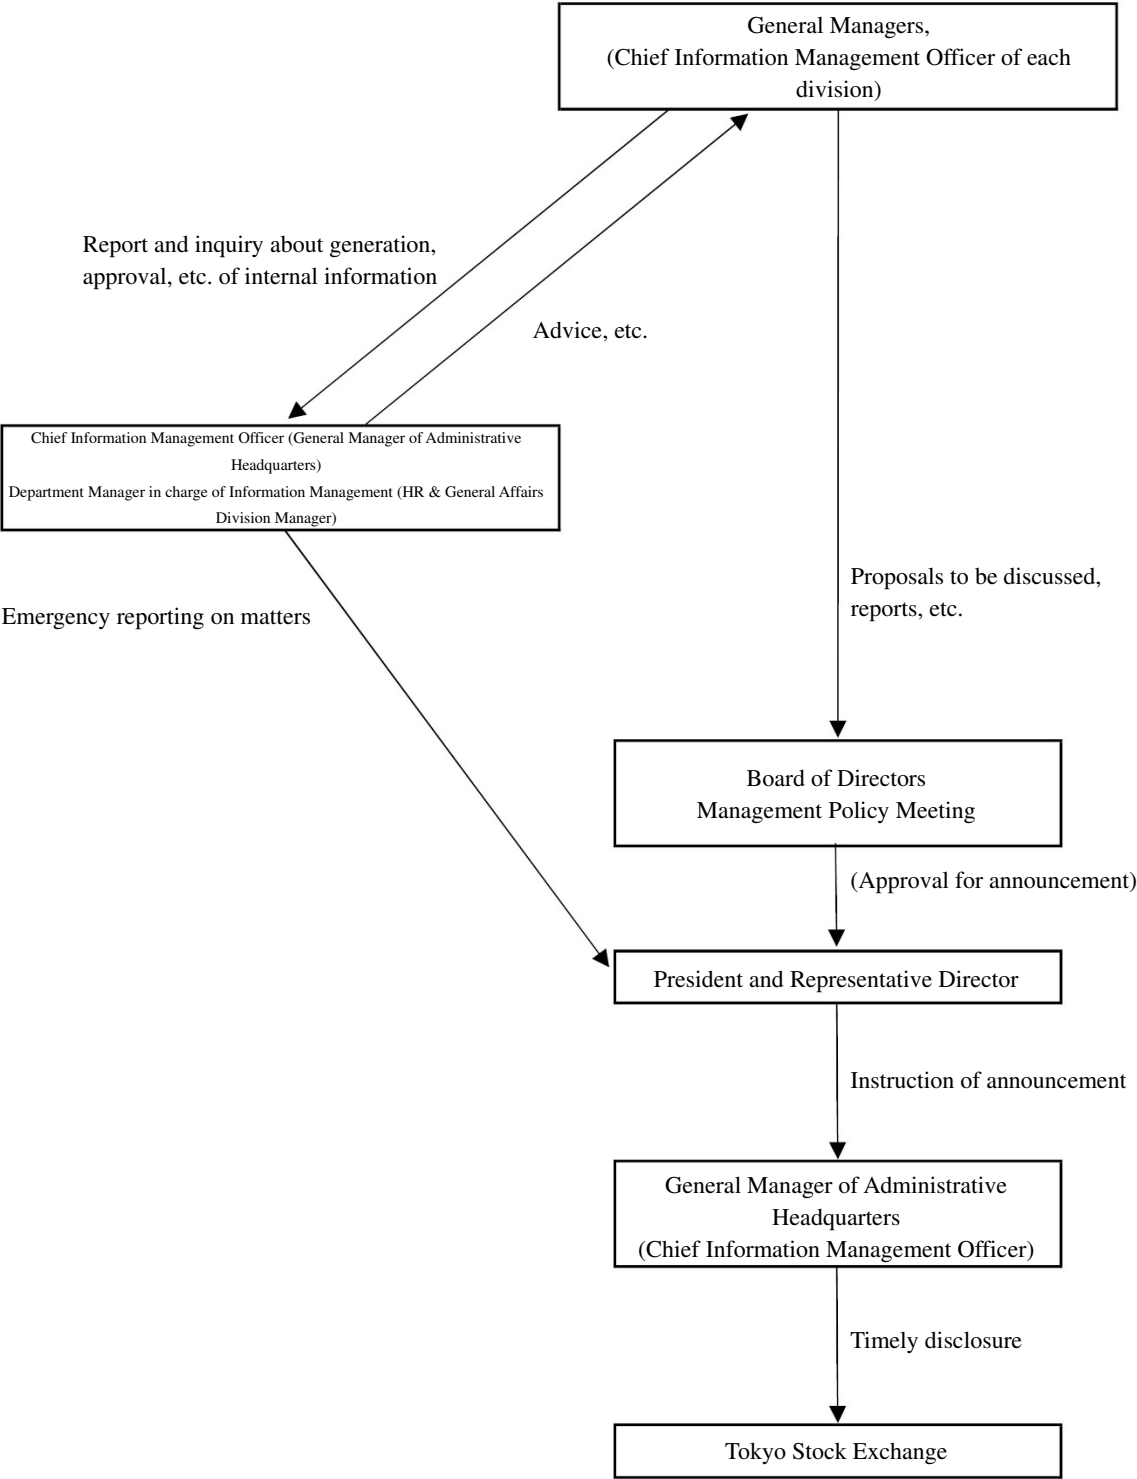 General Managers,
(Chief Information Management Officer of each
division)
Report and inquiry about generation,
approval, etc. of internal information
Advice, etc.
Chief Information Management Officer (General Manager of Administrative
Headquarters)
Department Manager in charge of Information Management (HR & General Affairs
Division Manager)
Emergency reporting on matters
Proposals to be discussed,
reports, etc.
Board of Directors
Management Policy Meeting
(Approval for announcement)
President and Representative Director
Instruction of announcement
General Manager of Administrative
Headquarters
(Chief Information Management Officer)
Timely disclosure
Tokyo Stock Exchange